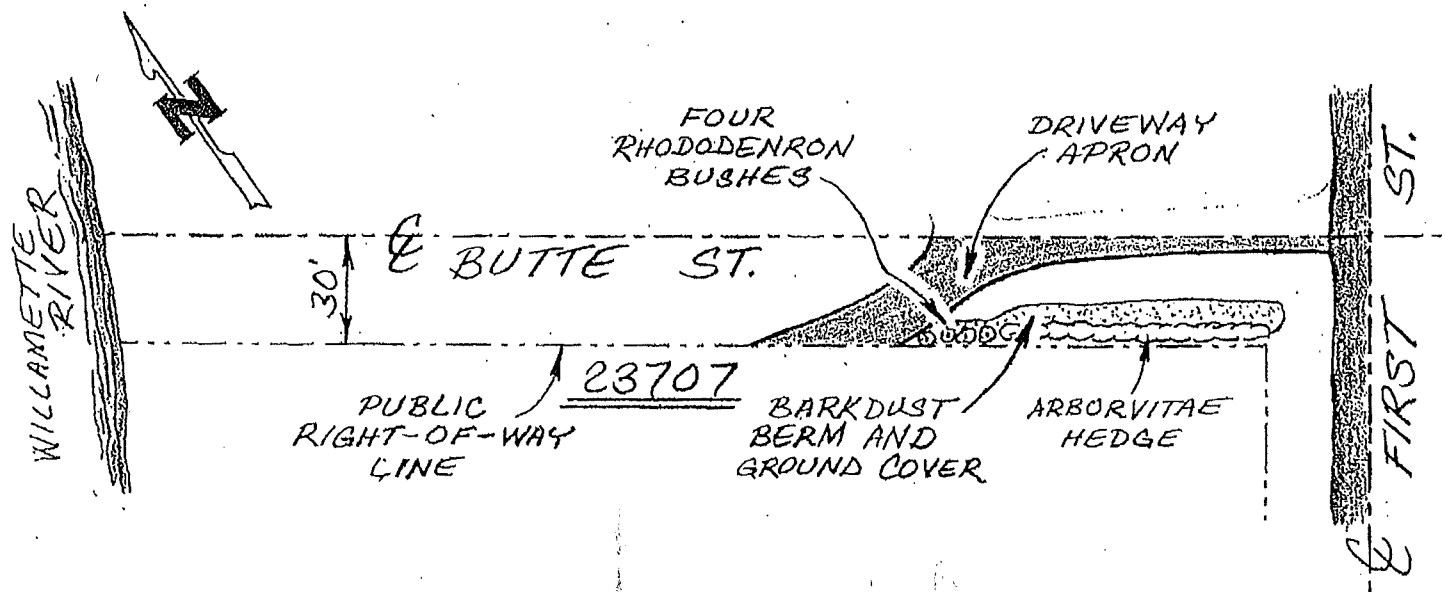 N
FOUR
RHODODENRON
BUSHES
DRIVEWAY
APRON
WILLAMETTE
RIVER
℄ BUTTE ST.
30'
23707
PUBLIC
RIGHT-OF-WAY
LINE
BARKDUST
BERM AND
GROUND COVER
ARBORVITAE
HEDGE
℄ FIRST ST.